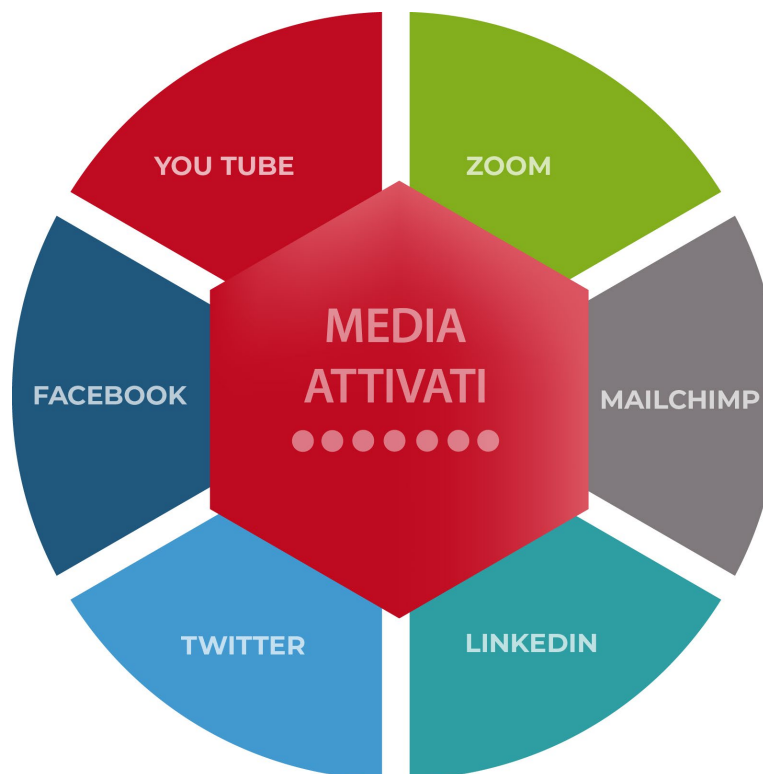 YOU TUBE
ZOOM
MEDIA
ATTIVATI
FACEBOOK
MAILCHIMP
TWITTER
LINKEDIN